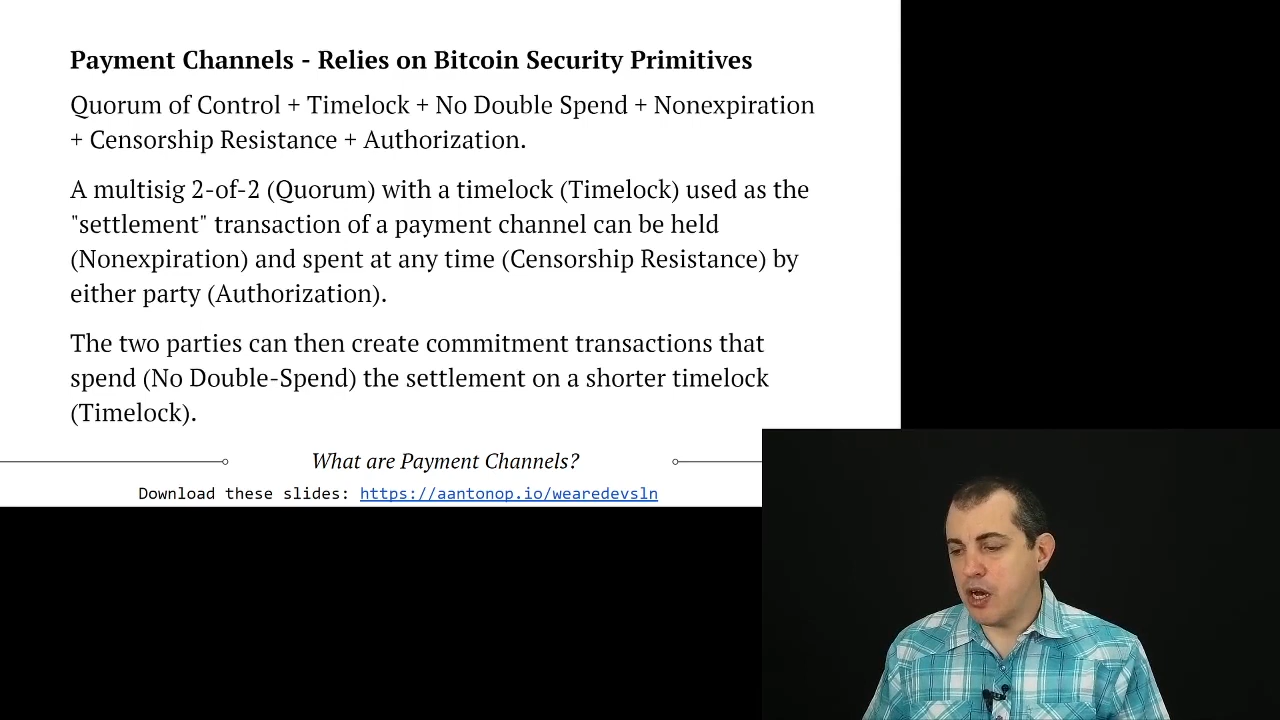 Payment Channels - Relies on Bitcoin Security Primitives
Quorum of Control + Timelock + No Double Spend + Nonexpiration
+ Censorship Resistance + Authorization.
A multisig 2-of-2 (Quorum) with a timelock (Timelock) used as the
"settlement" transaction of a payment channel can be held
(Nonexpiration) and spent at any time (Censorship Resistance) by
either party (Authorization).
The two parties can then create commitment transactions that
spend (No Double-Spend) the settlement on a shorter timelock
(Timelock).
What are Payment Channels?
Download these slides: https://aantonop.io/wearedevsln